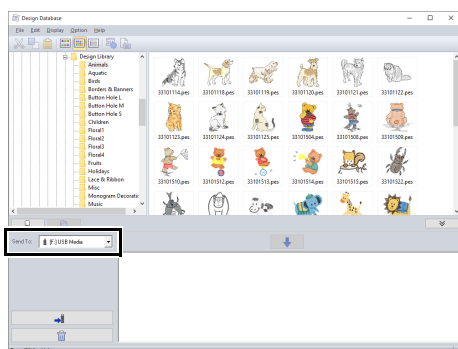 Design Database
File Edit Display Option Help
Design Library
Animals
Aquatic
Birds
Borders & Banners
Button Hole L
Button Hole M
Button Hole S
Children
Floral1
Floral2
Floral3
Floral4
Fruits
Holidays
Lace & Ribbon
Misc
Monogram Decorativ
Music
33101114.pes 33101118.pes 33101119.pes 33101120.pes 33101121.pes 33101122.pes
33101123.pes 33101124.pes 33101125.pes 33101504.pes 33101508.pes 33101509.pes
33101510.pes 33101512.pes 33101513.pes 33101514.pes 33101515.pes 33101522.pes
Send To: (F:) USB Media